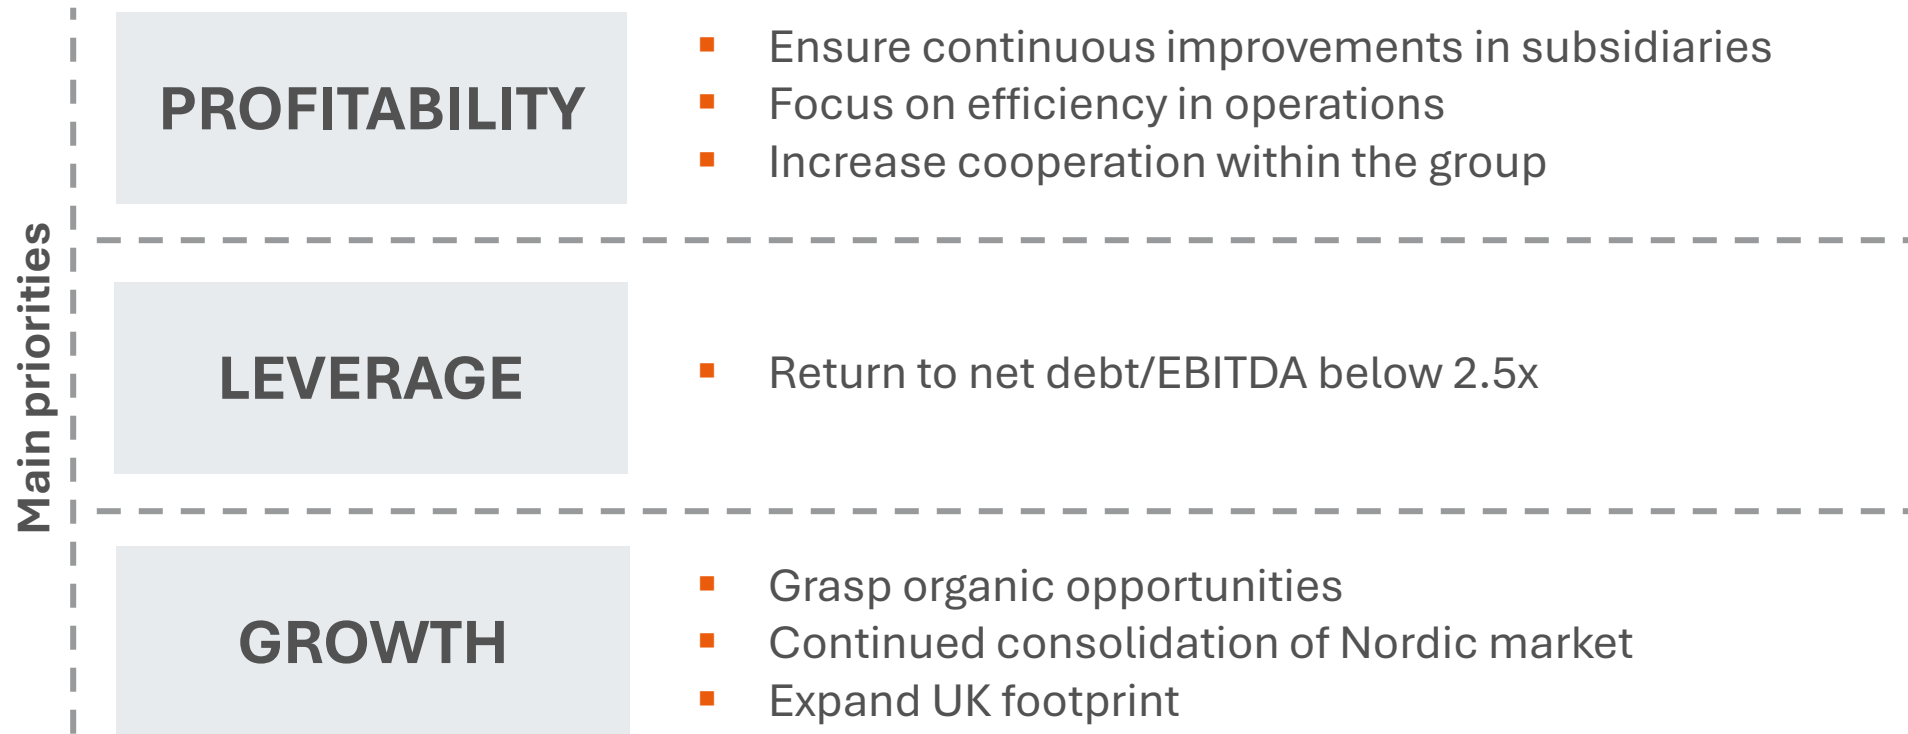 Main priorities
PROFITABILITY
Ensure continuous improvements in subsidiaries
Focus on efficiency in operations
Increase cooperation within the group
LEVERAGE
Return to net debt/EBITDA below 2.5x
GROWTH
Grasp organic opportunities
Continued consolidation of Nordic market
Expand UK footprint